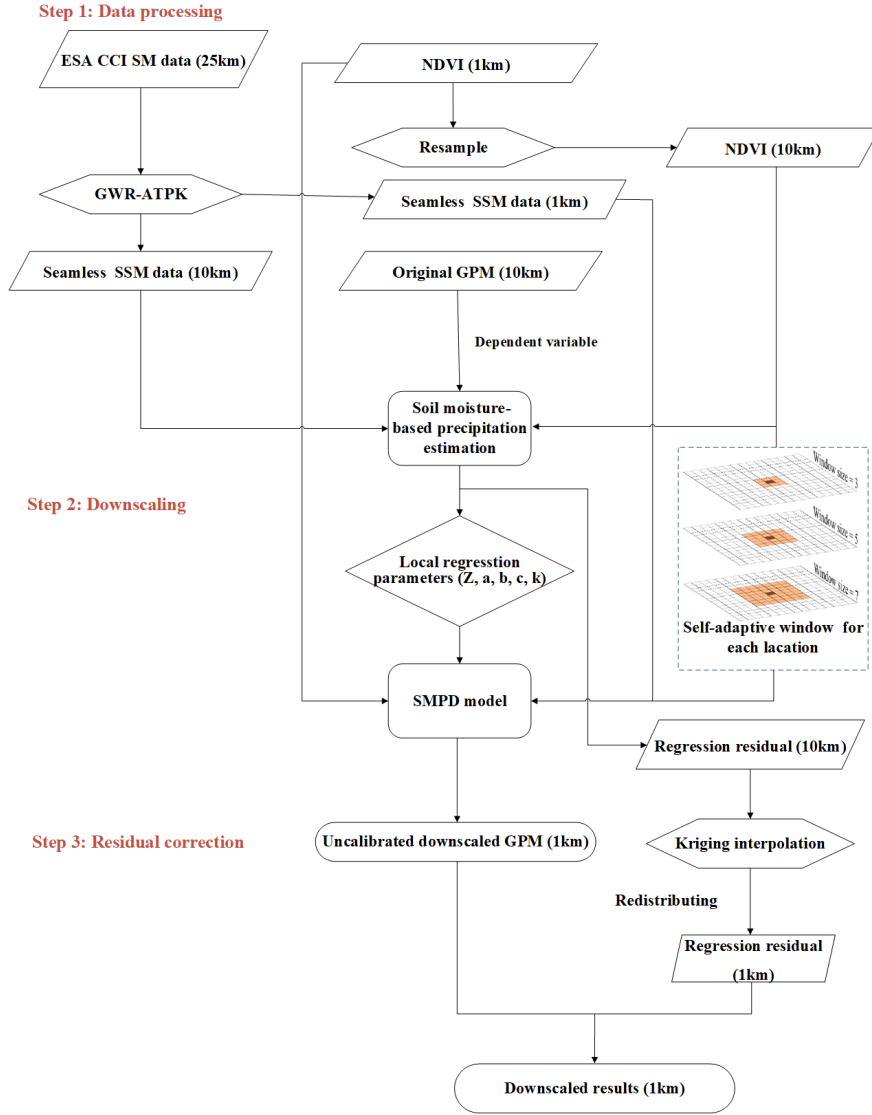 Step 1: Data processing
ESA CCI SM data (25km)
NDVI (1km)
Resample
NDVI (10km)
GWR-ATPK
Seamless SSM data (1km)
Seamless SSM data (10km)
Original GPM (10km)
Dependent variable
Soil moisture-
based precipitation
estimation
Window size = 3
Step 2: Downscaling
Window size = 5
Local regresstion
parameters (Z, a, b, c, k)
Window size = 7
Self-adaptive window for
each lacation
SMPD model
Regression residual (10km)
Step 3: Residual correction
Uncalibrated downscaled GPM (1km)
Kriging interpolation
Redistributing
Regression residual
(1km)
Downscaled results (1km)